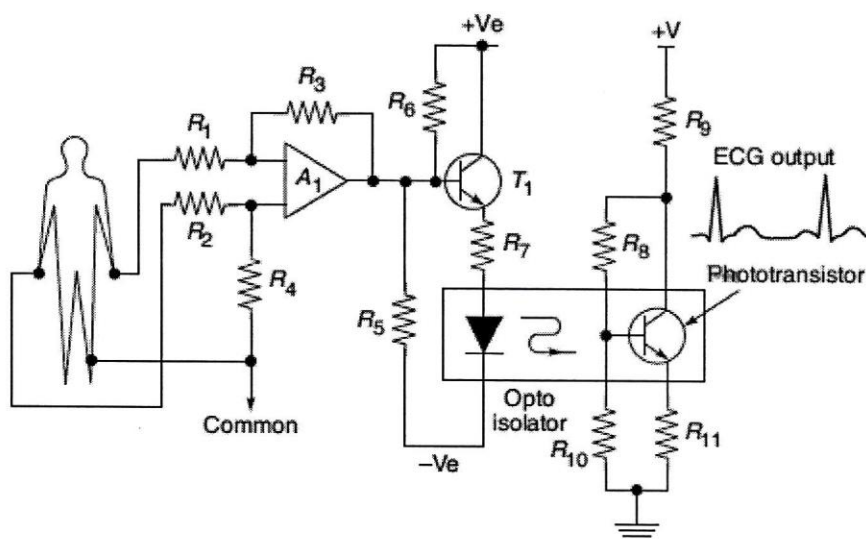 +Ve
+V
R3
R6
R1
R9
ECG output
A1
T1
R2
R7
R8
Phototransistor
R4
R5
Opto
isolator
Common
R10
R11
–Ve